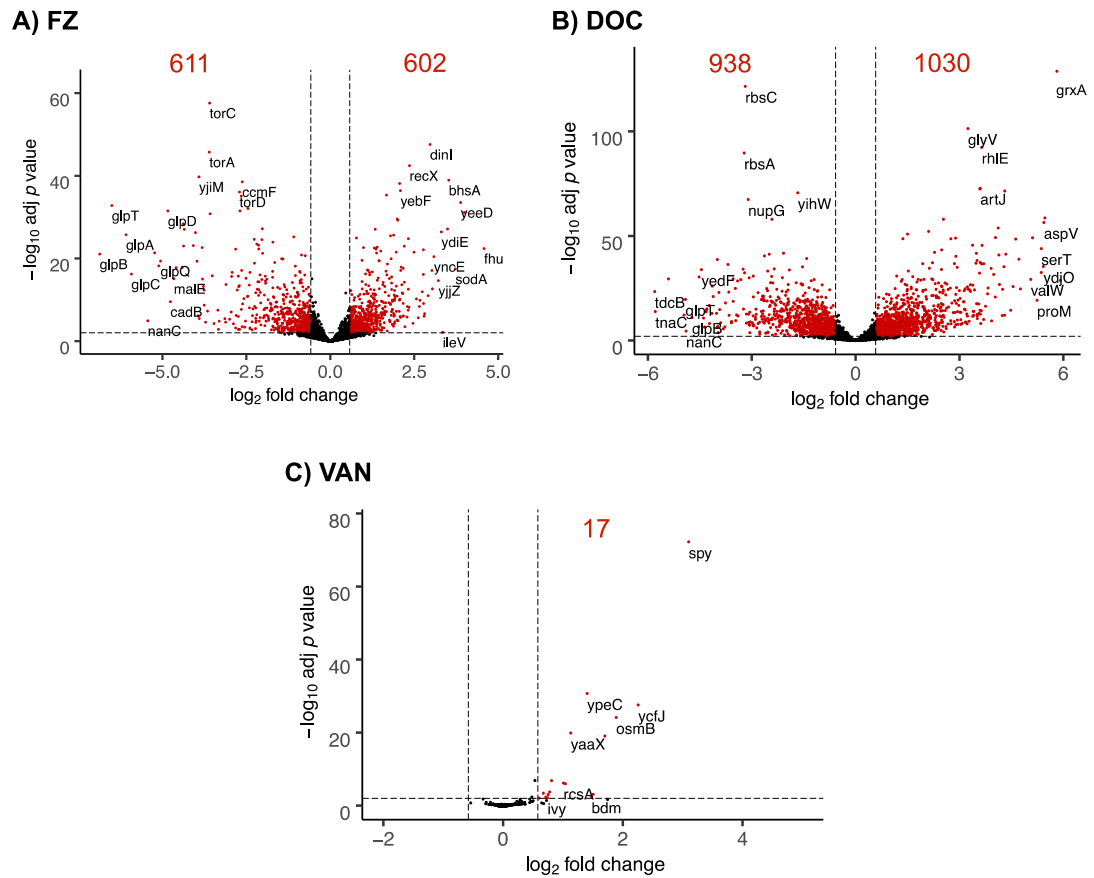 A) FZ
611
602
60
40
20
0
−log10 adj p value
torC
torA
yjiM
ccmF
torD
glpT
glpD
glpA
glpB
glpQ
glpC
malE
cadB
nanC
dinI
recX
bhsA
yebF
yeeD
ydiE
fhu
yncE
sodA
yjjZ
ileV
−5.0
−2.5
0.0
2.5
5.0
log2 fold change
B) DOC
938
1030
100
50
0
−log10 adj p value
rbsC
grxA
glyV
rhlE
rbsA
yihW
nupG
artJ
aspV
serT
yedF
ydjO
valW
tdcB
glpT
proM
tnaC
glpB
nanC
−6
−3
0
3
6
log2 fold change
C) VAN
17
80
60
40
20
0
−log10 adj p value
spy
ypeC
ycfJ
osmB
yaaX
rcsA
ivy
bdm
−2
0
2
4
log2 fold change